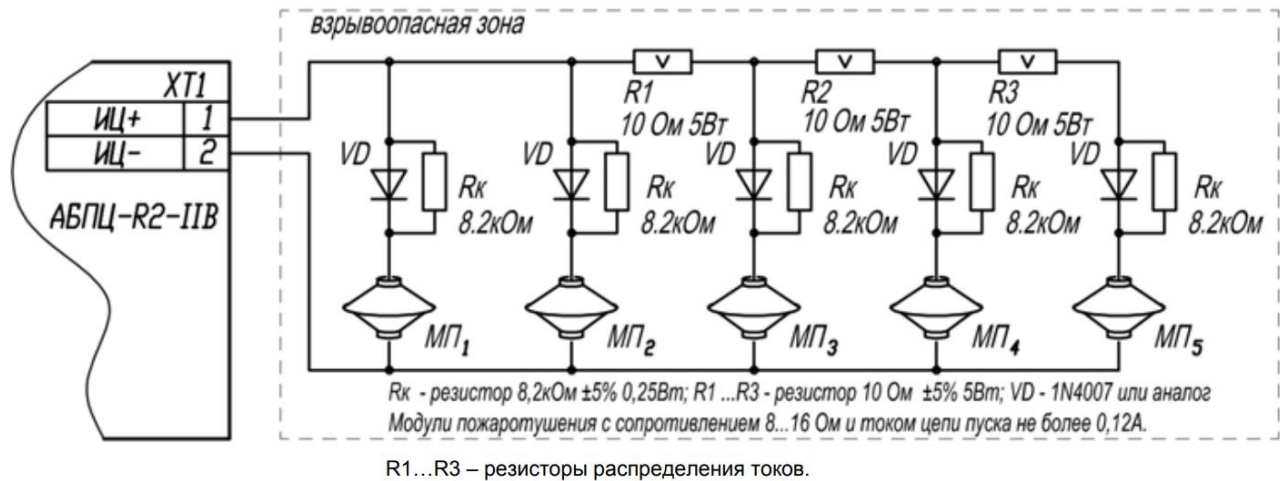 взрывоопасная зона
XT1
ИЦ+ 1
ИЦ- 2
АБПЦ-R2-IIB
R1
10 Ом 5Вт
R2
10 Ом 5Вт
R3
10 Ом 5Вт
VD
Rк
8.2кОм
VD
Rк
8.2кОм
VD
Rк
8.2кОм
VD
Rк
8.2кОм
VD
Rк
8.2кОм
МП1
МП2
МП3
МП4
МП5
Rк - резистор 8,2кОм ±5% 0,25Вт; R1 ...R3 - резистор 10 Ом ±5% 5Вт; VD - 1N4007 или аналог
Модули пожаротушения с сопротивлением 8...16 Ом и током цепи пуска не более 0,12А.
R1…R3 – резисторы распределения токов.